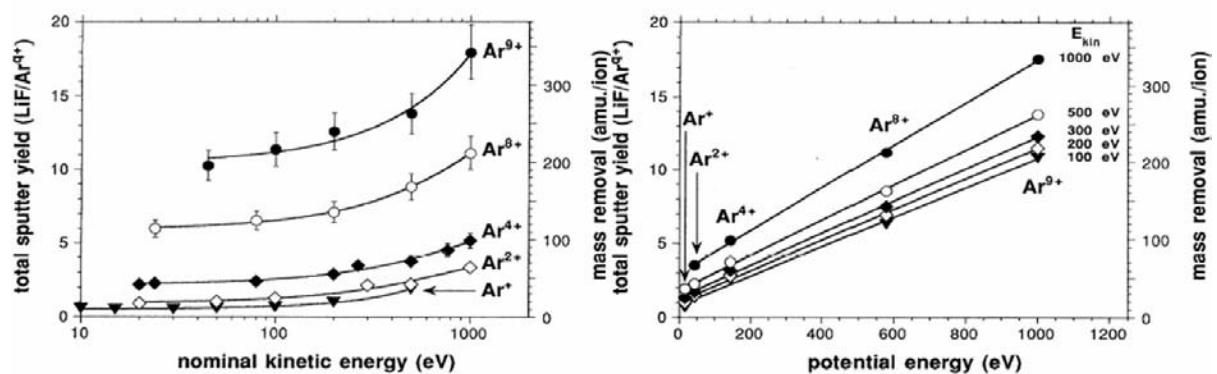 total sputter yield (LiF/Ar^q+)
20
15
10
5
0
10
100
1000
nominal kinetic energy (eV)
Ar⁹⁺
Ar⁸⁺
Ar⁴⁺
Ar²⁺
Ar⁺
300
200
100
0
mass removal (amu./ion)
total sputter yield (LiF/Ar^q+)
20
15
10
5
0
0
200
400
600
800
1000
1200
potential energy (eV)
Ar⁺
Ar²⁺
Ar⁴⁺
Ar⁸⁺
Ar⁹⁺
E_kin
1000 eV
500 eV
300 eV
200 eV
100 eV
300
200
100
0
mass removal (amu./ion)